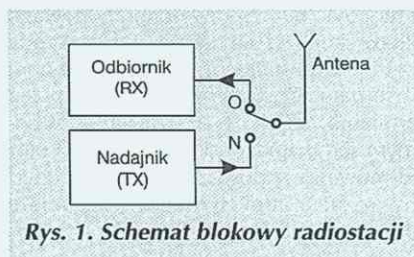 Odbiornik
(RX)
Antena
O
N
Nadajnik
(TX)
Rys. 1. Schemat blokowy radiostacji